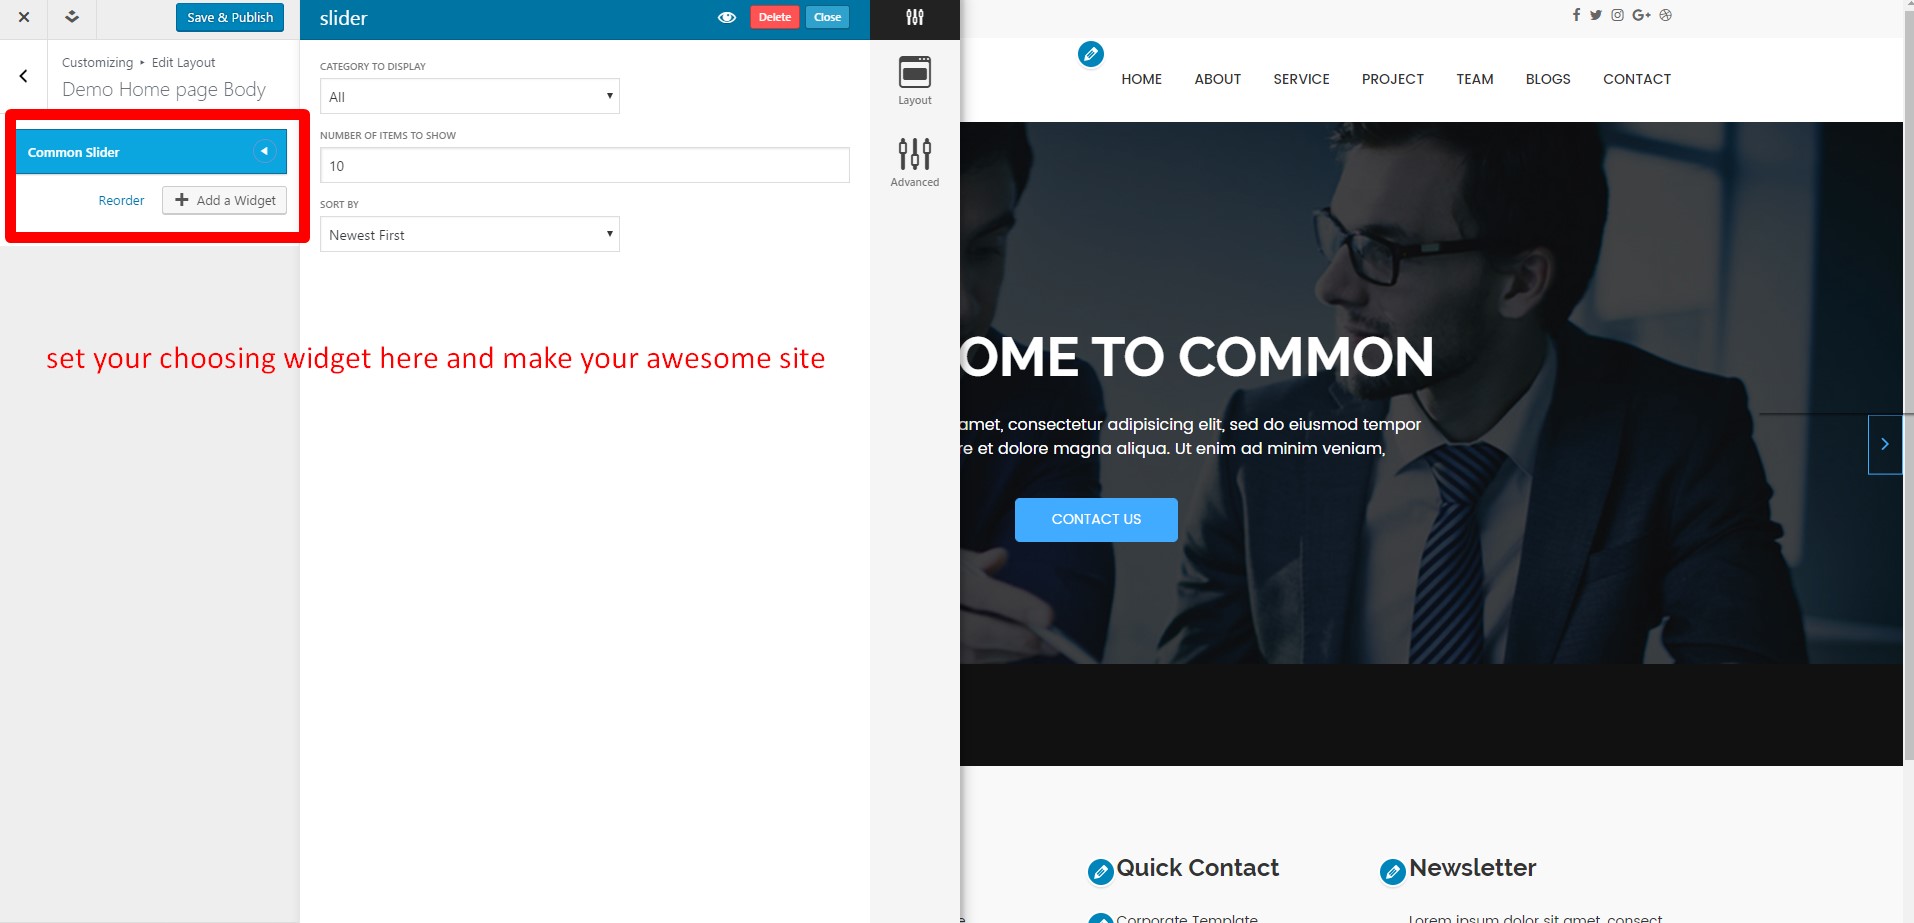 Save & Publish
Customizing ▸ Edit Layout
Demo Home page Body
Common Slider
Reorder
Add a Widget
slider
Delete
Close
CATEGORY TO DISPLAY
All
NUMBER OF ITEMS TO SHOW
10
SORT BY
Newest First
Layout
Advanced
set your choosing widget here and make your awesome site
HOME ABOUT SERVICE PROJECT TEAM BLOGS CONTACT
OME TO COMMON
amet, consectetur adipisicing elit, sed do eiusmod tempor
re et dolore magna aliqua. Ut enim ad minim veniam,
CONTACT US
Quick Contact
Corporate Template
Newsletter
Lorem ipsum dolor sit amet, consect